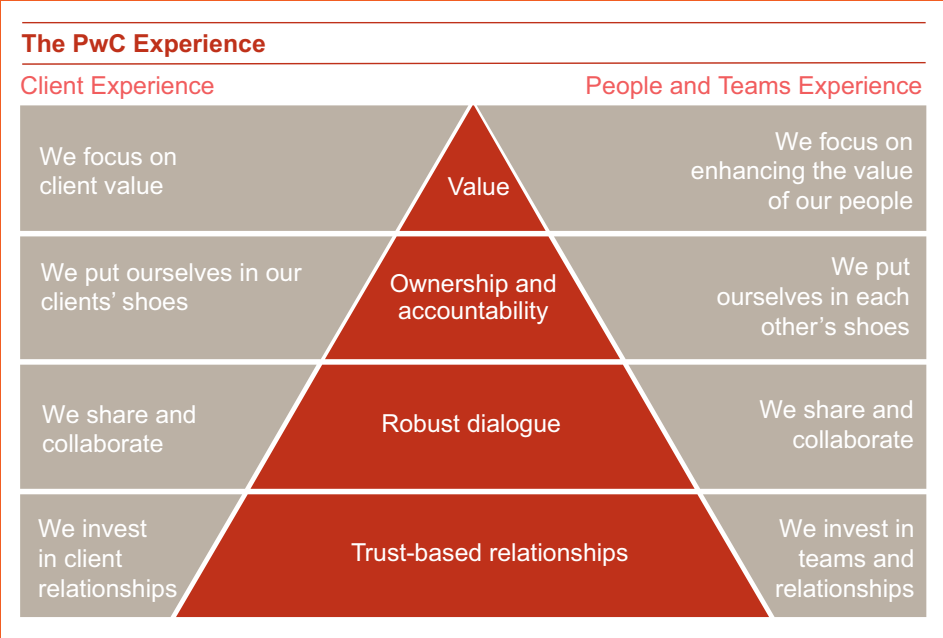 The PwC Experience
Client Experience
People and Teams Experience
We focus on
client value
Value
We focus on
enhancing the value
of our people
We put ourselves in our
clients’ shoes
Ownership and
accountability
We put
ourselves in each
other’s shoes
We share and
collaborate
Robust dialogue
We share and
collaborate
We invest
in client
relationships
Trust-based relationships
We invest in
teams and
relationships